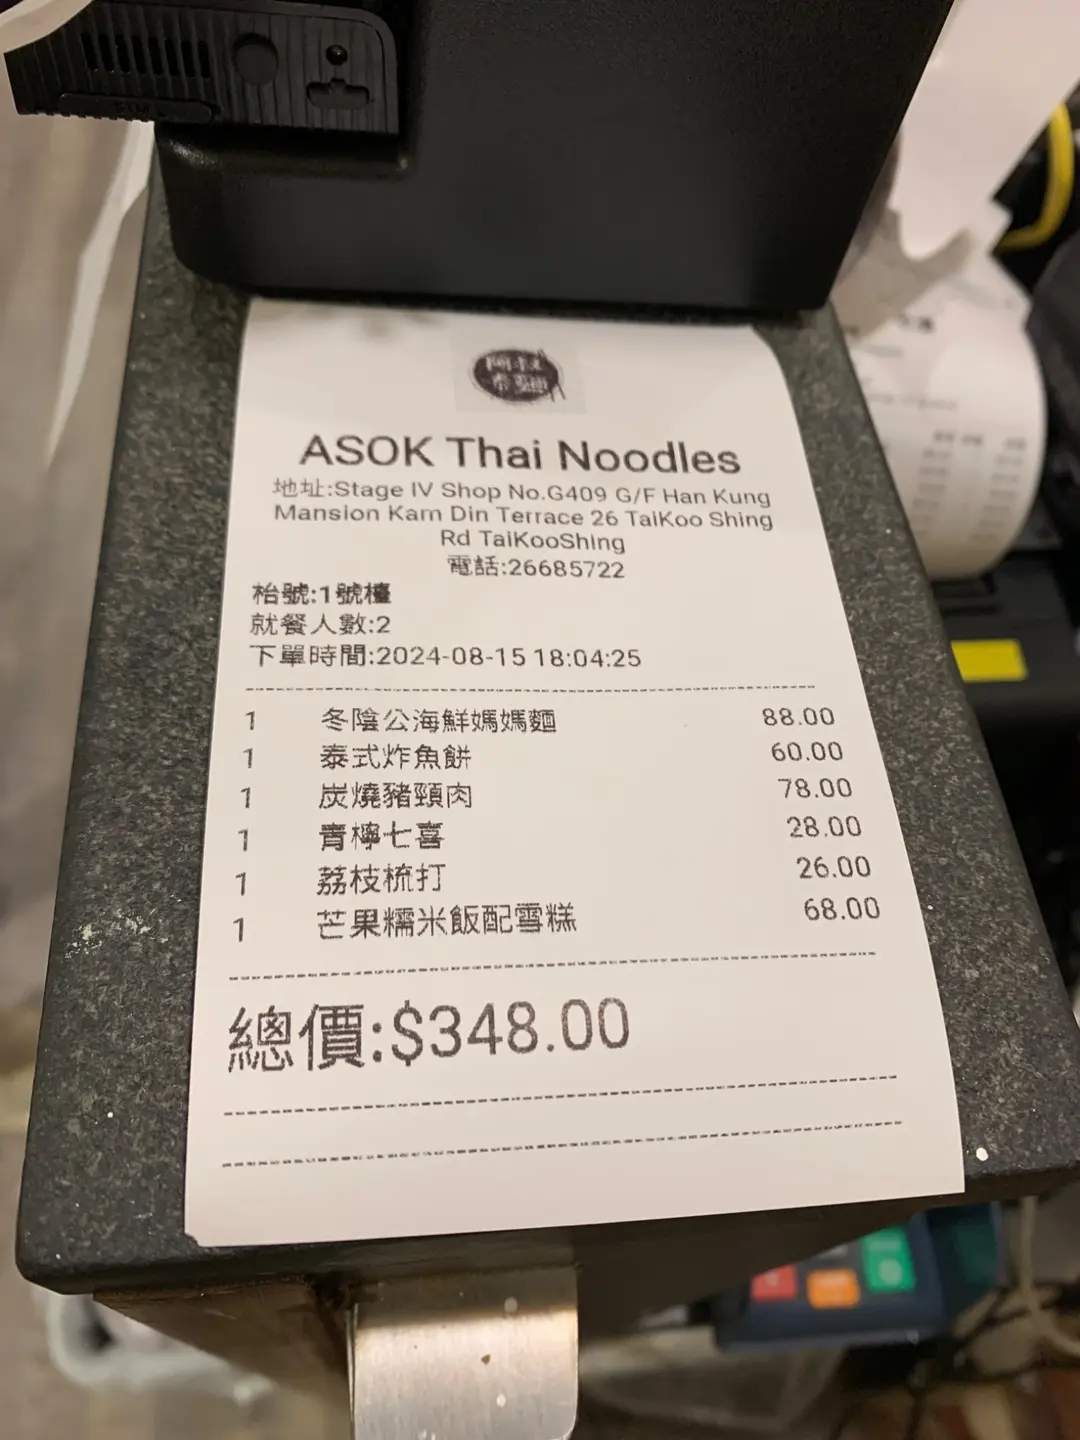 阿叔
泰麵
ASOK Thai Noodles
地址:Stage IV Shop No.G409 G/F Han Kung
Mansion Kam Din Terrace 26 TaiKoo Shing
Rd TaiKooShing
電話:26685722
枱號:1號檯
就餐人數:2
下單時間:2024-08-15 18:04:25
1 冬陰公海鮮媽媽麵 88.00
1 泰式炸魚餅 60.00
1 炭燒豬頸肉 78.00
1 青檸七喜 28.00
1 荔枝梳打 26.00
1 芒果糯米飯配雪糕 68.00
總價:$348.00